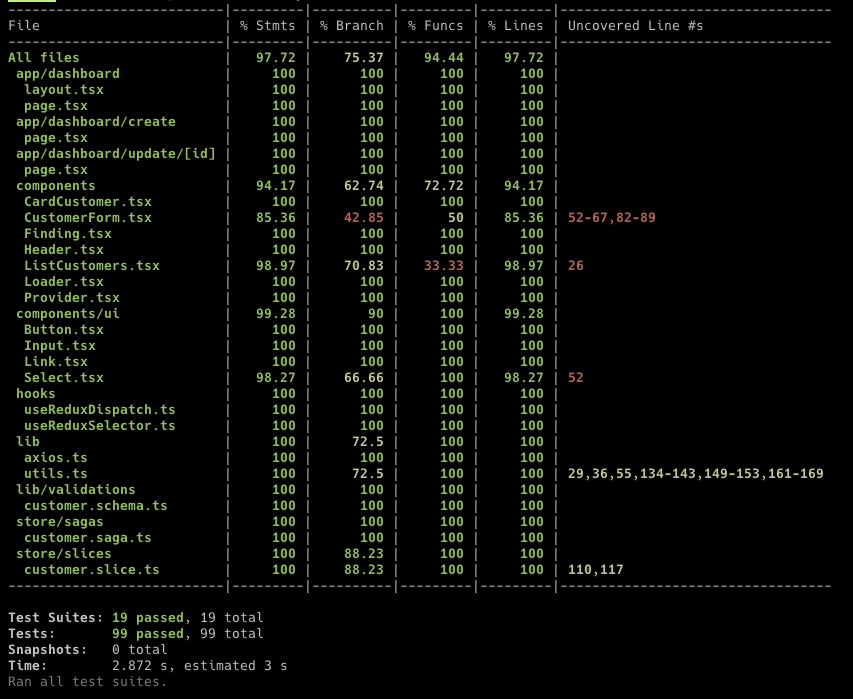 ------------------------|---------|----------|---------|---------|-----------------------------------
File                    | % Stmts | % Branch | % Funcs | % Lines | Uncovered Line #s
------------------------|---------|----------|---------|---------|-----------------------------------
All files               |   97.72 |    75.37 |   94.44 |   97.72 |
 app/dashboard          |     100 |      100 |     100 |     100 |
  layout.tsx            |     100 |      100 |     100 |     100 |
  page.tsx              |     100 |      100 |     100 |     100 |
 app/dashboard/create   |     100 |      100 |     100 |     100 |
  page.tsx              |     100 |      100 |     100 |     100 |
 app/dashboard/update/[id] |     100 |      100 |     100 |     100 |
  page.tsx              |     100 |      100 |     100 |     100 |
 components             |   94.17 |    62.74 |   72.72 |   94.17 |
  CardCustomer.tsx      |     100 |      100 |     100 |     100 |
  CustomerForm.tsx      |   85.36 |    42.85 |      50 |   85.36 | 52-67,82-89
  Finding.tsx           |     100 |      100 |     100 |     100 |
  Header.tsx            |     100 |      100 |     100 |     100 |
  ListCustomers.tsx     |   98.97 |    70.83 |   33.33 |   98.97 | 26
  Loader.tsx            |     100 |      100 |     100 |     100 |
  Provider.tsx          |     100 |      100 |     100 |     100 |
 components/ui          |   99.28 |       90 |     100 |   99.28 |
  Button.tsx            |     100 |      100 |     100 |     100 |
  Input.tsx             |     100 |      100 |     100 |     100 |
  Link.tsx              |     100 |      100 |     100 |     100 |
  Select.tsx            |   98.27 |    66.66 |     100 |   98.27 | 52
 hooks                  |     100 |      100 |     100 |     100 |
  useReduxDispatch.ts   |     100 |      100 |     100 |     100 |
  useReduxSelector.ts   |     100 |      100 |     100 |     100 |
 lib                    |     100 |     72.5 |     100 |     100 |
  axios.ts              |     100 |      100 |     100 |     100 |
  utils.ts              |     100 |     72.5 |     100 |     100 | 29,36,55,134-143,149-153,161-169
 lib/validations        |     100 |      100 |     100 |     100 |
  customer.schema.ts    |     100 |      100 |     100 |     100 |
 store/sagas            |     100 |      100 |     100 |     100 |
  customer.saga.ts      |     100 |      100 |     100 |     100 |
 store/slices           |     100 |    88.23 |     100 |     100 |
  customer.slice.ts     |     100 |    88.23 |     100 |     100 | 110,117
------------------------|---------|----------|---------|---------|-----------------------------------
Test Suites: 19 passed, 19 total
Tests:       99 passed, 99 total
Snapshots:   0 total
Time:        2.872 s, estimated 3 s
Ran all test suites.